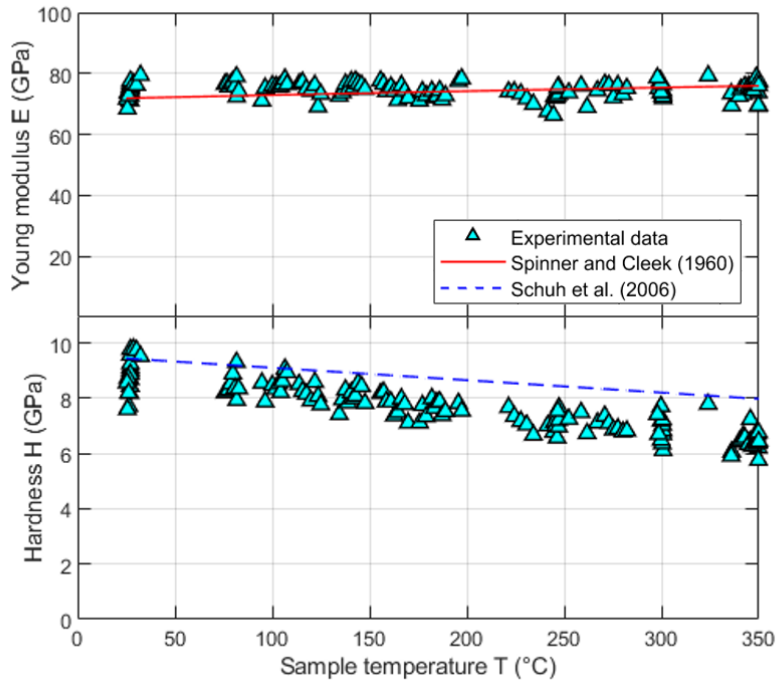 100
80
60
40
20
Young modulus E (GPa)
Experimental data
Spinner and Cleek (1960)
Schuh et al. (2006)
10
8
6
4
2
0
Hardness H (GPa)
0 50 100 150 200 250 300 350
Sample temperature T (°C)